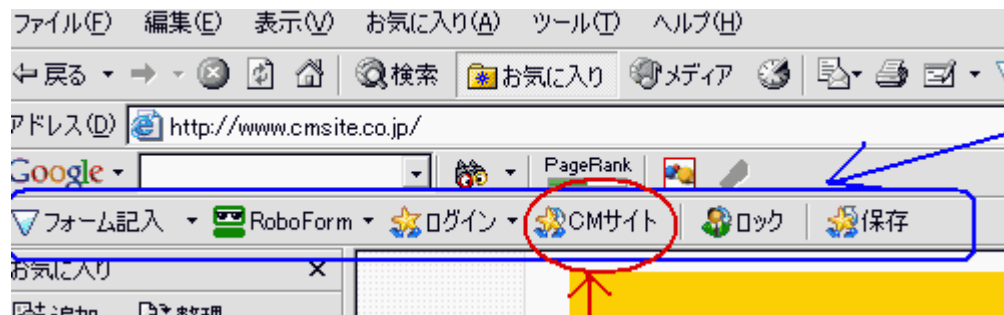 ファイル(F) 編集(E) 表示(V) お気に入り(A) ツール(T) ヘルプ(H)
戻る 検索 お気に入り メディア
アドレス(D) http://www.cmsite.co.jp/
Google PageRank
フォーム記入 RoboForm ログイン CMサイト ロック 保存
お気に入り ×
追加 整理